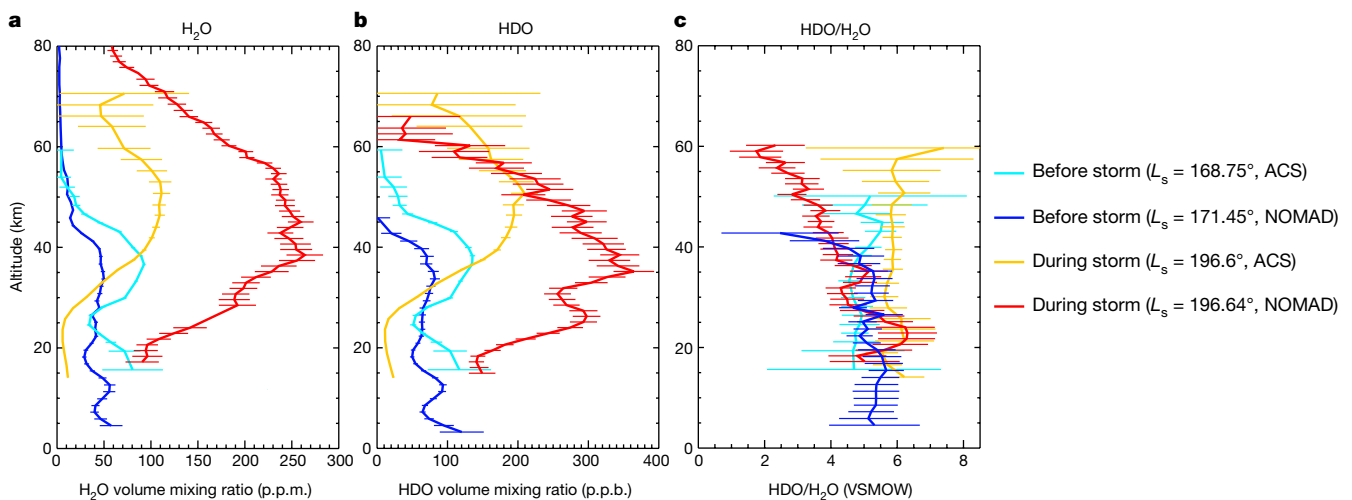 a
H₂O
80
60
40
20
0
Altitude (km)
0 50 100 150 200 250 300
H₂O volume mixing ratio (p.p.m.)
b
HDO
80
60
40
20
0
0 100 200 300 400
HDO volume mixing ratio (p.p.b.)
c
HDO/H₂O
80
60
40
20
0
0 2 4 6 8
HDO/H₂O (VSMOW)
Before storm (Lₛ = 168.75°, ACS)
Before storm (Lₛ = 171.45°, NOMAD)
During storm (Lₛ = 196.6°, ACS)
During storm (Lₛ = 196.64°, NOMAD)